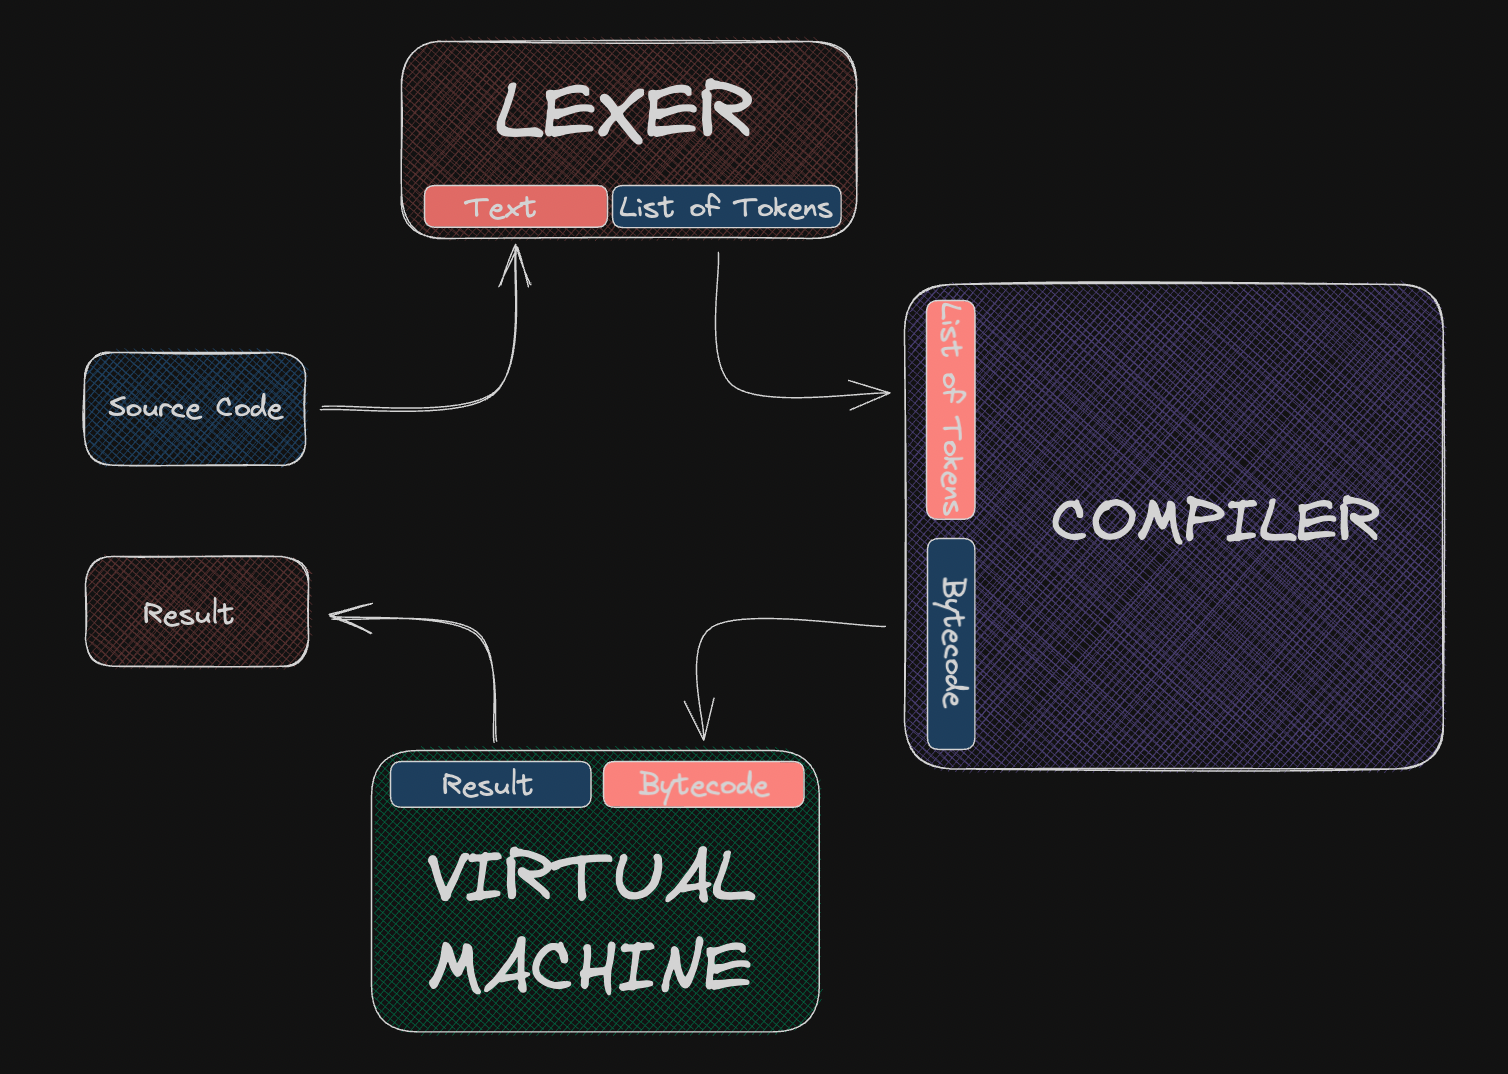 LEXER
Text
List of Tokens
Source Code
List of Tokens
COMPILER
Bytecode
Result
Result
Bytecode
VIRTUAL
MACHINE